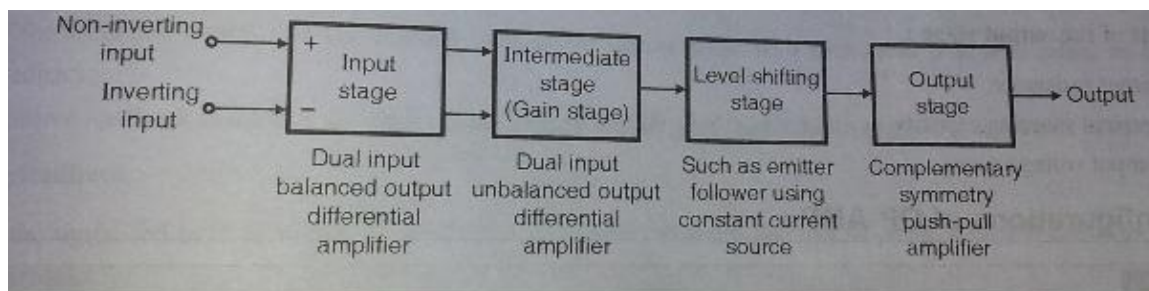 Non-inverting
input
Inverting
input
+
−
Input
stage
Intermediate
stage
(Gain stage)
Level shifting
stage
Output
stage
Output
Dual input
balanced output
differential
amplifier
Dual input
unbalanced output
differential
amplifier
Such as emitter
follower using
constant current
source
Complementary
symmetry
push-pull
amplifier